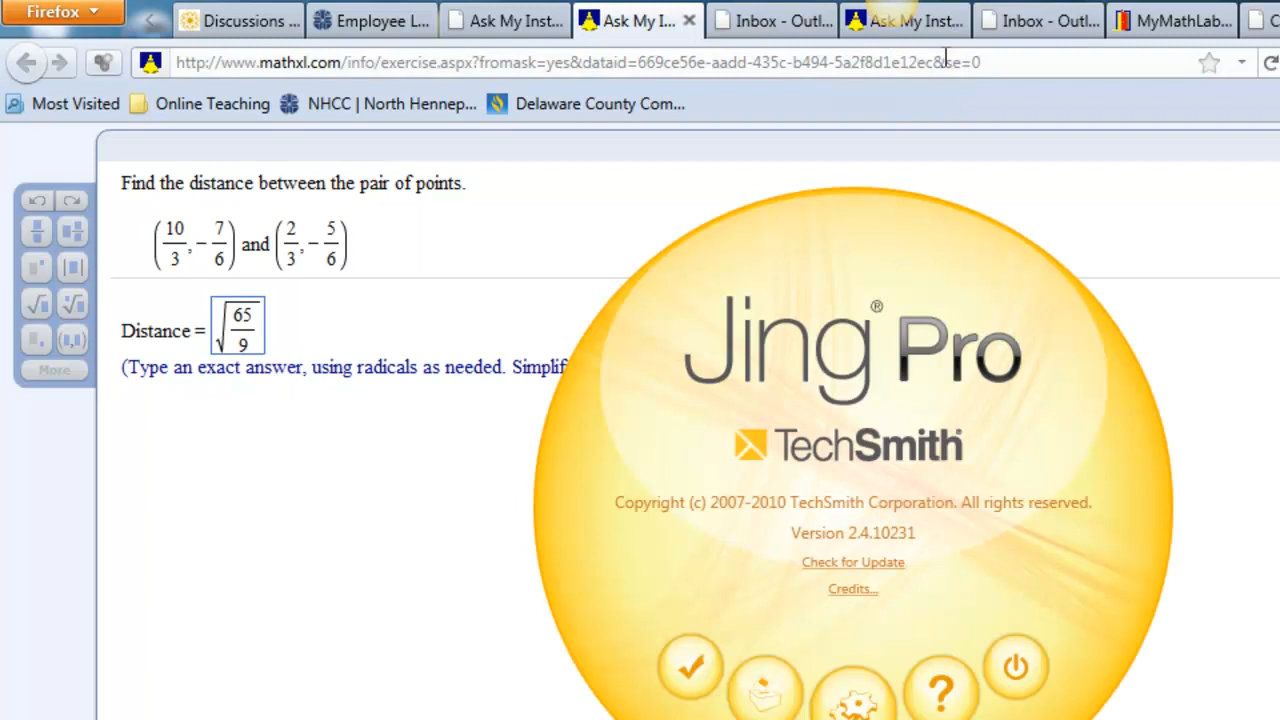 Firefox
Discussions ...
Employee L...
Ask My Inst...
Ask My I...
Inbox - Outl...
Ask My Inst...
Inbox - Outl...
MyMathLab...
http://www.mathxl.com/info/exercise.aspx?fromask=yes&dataid=669ce56e-aadd-435c-b494-5a2f8d1e12ec&se=0
Most Visited Online Teaching NHCC | North Hennep... Delaware County Com...
Find the distance between the pair of points.
(10/3, -7/6) and (2/3, -5/6)
Distance = √65/9
(Type an exact answer, using radicals as needed. Simplif
More
Jing® Pro
TechSmith®
Copyright (c) 2007-2010 TechSmith Corporation. All rights reserved.
Version 2.4.10231
Check for Update
Credits...